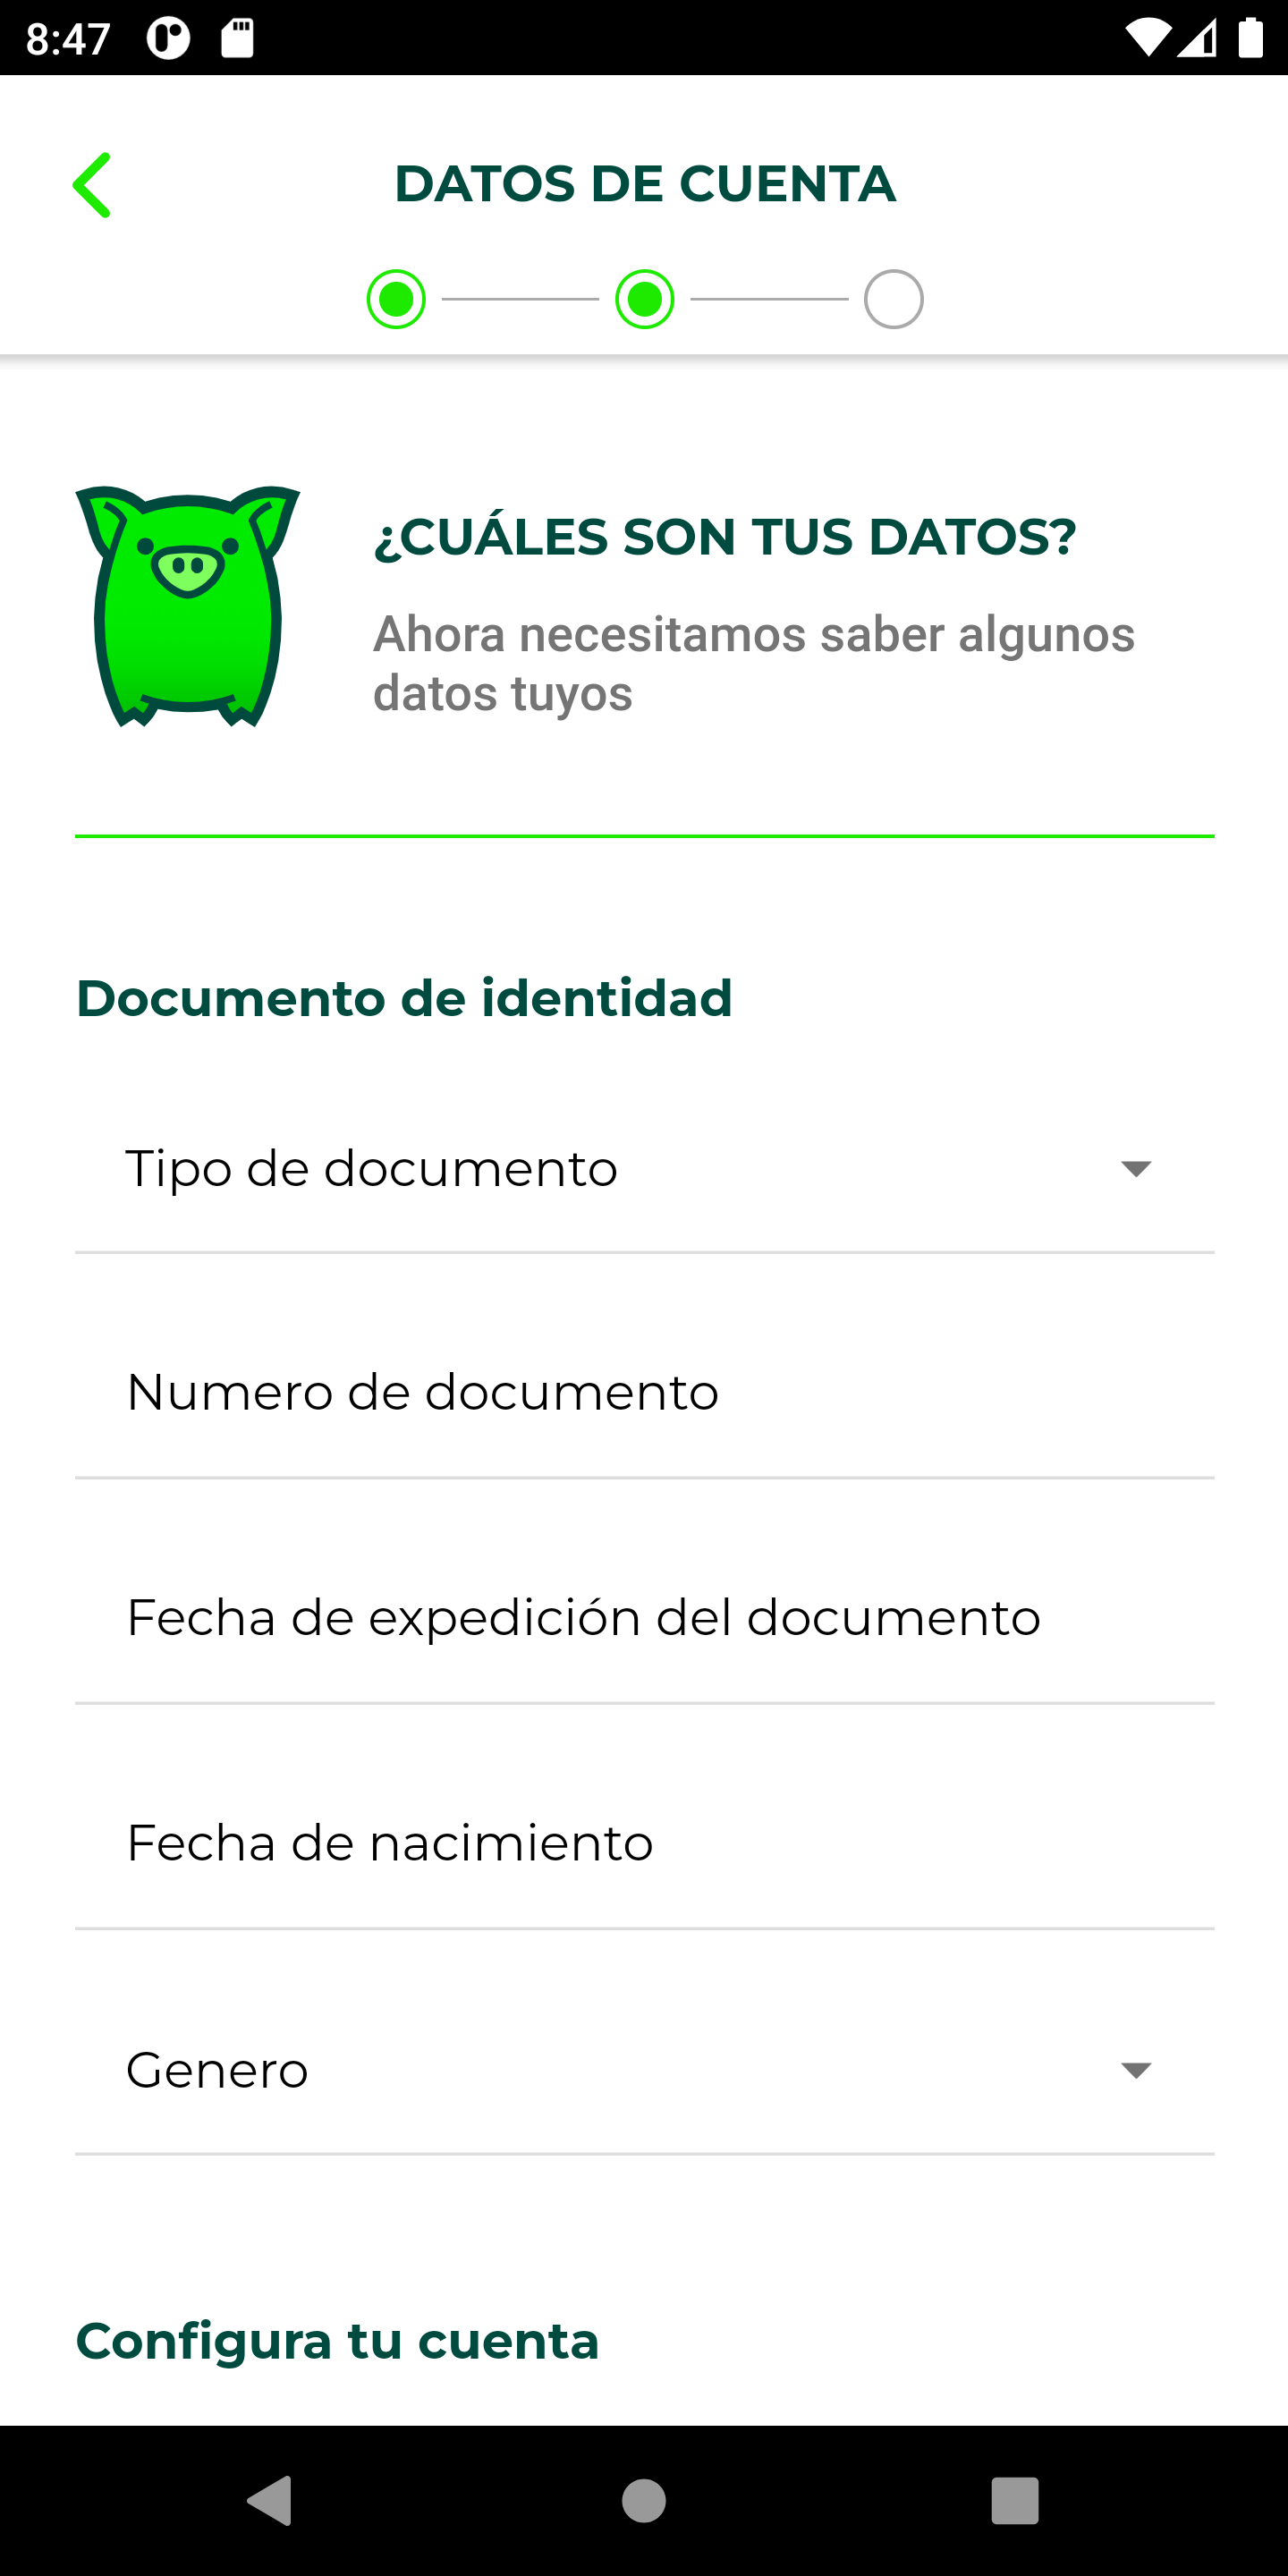 8:47
DATOS DE CUENTA
¿CUÁLES SON TUS DATOS?
Ahora necesitamos saber algunos
datos tuyos
Documento de identidad
Tipo de documento
Numero de documento
Fecha de expedición del documento
Fecha de nacimiento
Genero
Configura tu cuenta